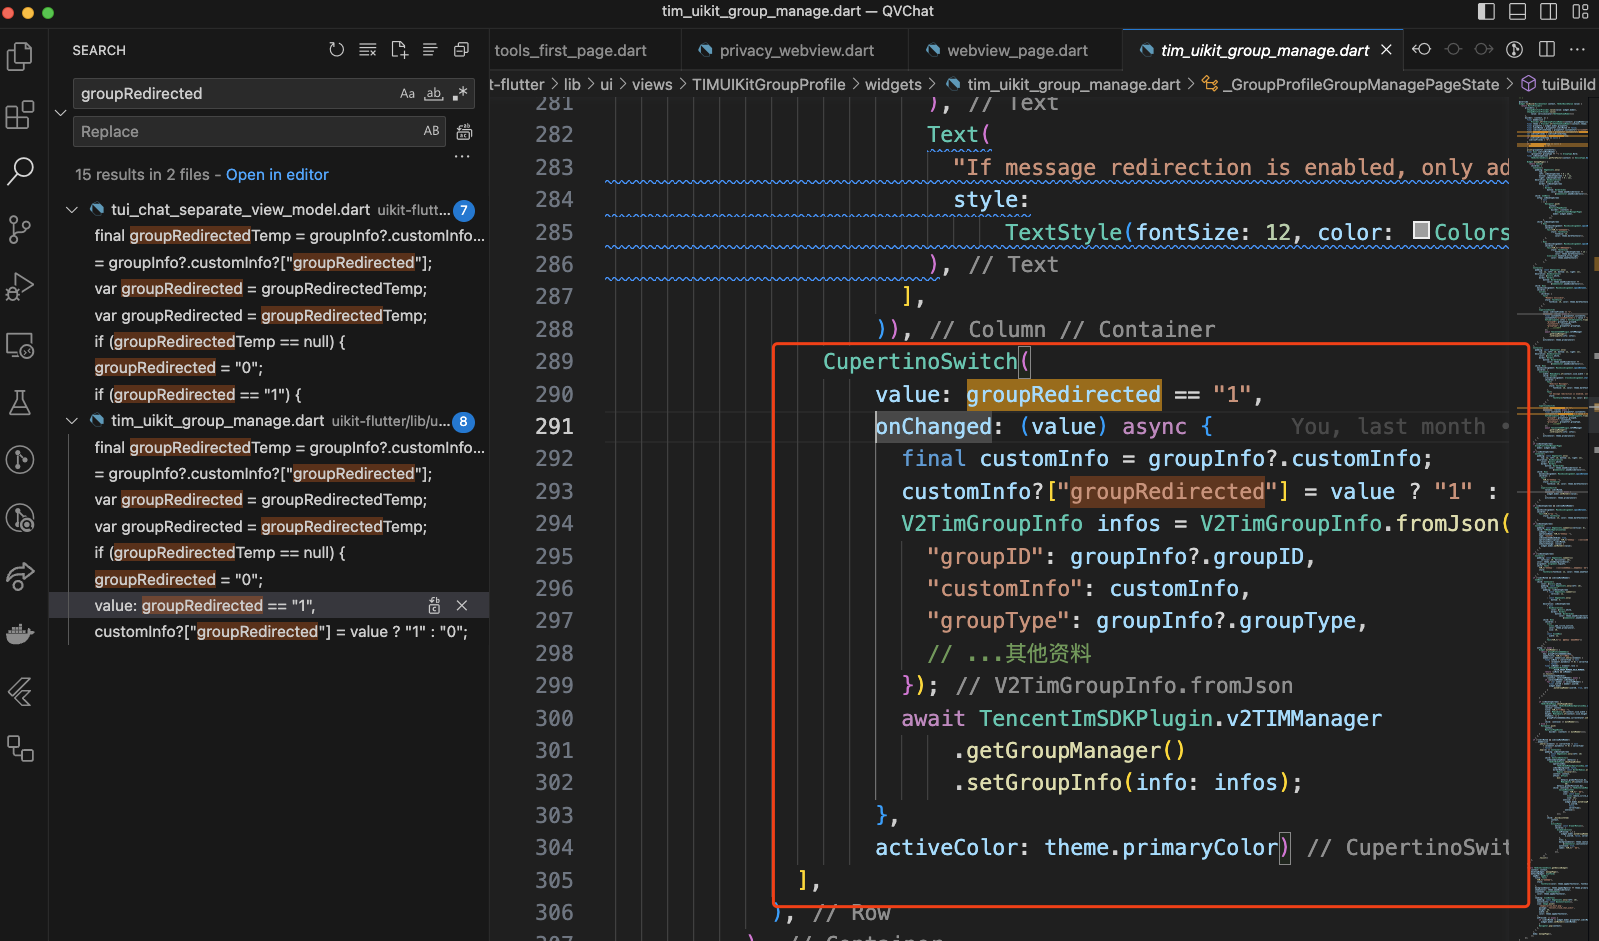 tim_uikit_group_manage.dart — QVChat
SEARCH
groupRedirected
Aa ab .*
Replace
AB
15 results in 2 files - Open in editor
tui_chat_separate_view_model.dart uikit-flutt... 7
final groupRedirectedTemp = groupInfo?.customInfo...
= groupInfo?.customInfo?["groupRedirected"];
var groupRedirected = groupRedirectedTemp;
var groupRedirected = groupRedirectedTemp;
if (groupRedirectedTemp == null) {
groupRedirected = "0";
if (groupRedirected == "1") {
tim_uikit_group_manage.dart uikit-flutter/lib/u... 8
final groupRedirectedTemp = groupInfo?.customInfo...
= groupInfo?.customInfo?["groupRedirected"];
var groupRedirected = groupRedirectedTemp;
var groupRedirected = groupRedirectedTemp;
if (groupRedirectedTemp == null) {
groupRedirected = "0";
value: groupRedirected == "1",
customInfo?["groupRedirected"] = value ? "1" : "0";
tools_first_page.dart
privacy_webview.dart
webview_page.dart
tim_uikit_group_manage.dart
t-flutter > lib > ui > views > TIMUIKitGroupProfile > widgets > tim_uikit_group_manage.dart > _GroupProfileGroupManagePageState > tuiBuild
281 ), // Text
282 Text(
283 "If message redirection is enabled, only ad
284 style:
285 TextStyle(fontSize: 12, color: Colors
286 ), // Text
287 ],
288 )), // Column // Container
289 CupertinoSwitch(
290 value: groupRedirected == "1",
291 onChanged: (value) async { You, last month •
292 final customInfo = groupInfo?.customInfo;
293 customInfo?["groupRedirected"] = value ? "1" :
294 V2TimGroupInfo infos = V2TimGroupInfo.fromJson(
295 "groupID": groupInfo?.groupID,
296 "customInfo": customInfo,
297 "groupType": groupInfo?.groupType,
298 // ...其他资料
299 }); // V2TimGroupInfo.fromJson
300 await TencentImSDKPlugin.v2TIMManager
301 .getGroupManager()
302 .setGroupInfo(info: infos);
303 },
304 activeColor: theme.primaryColor) // CupertinoSwit
305 ],
306 ), // Row
307 ), // Container